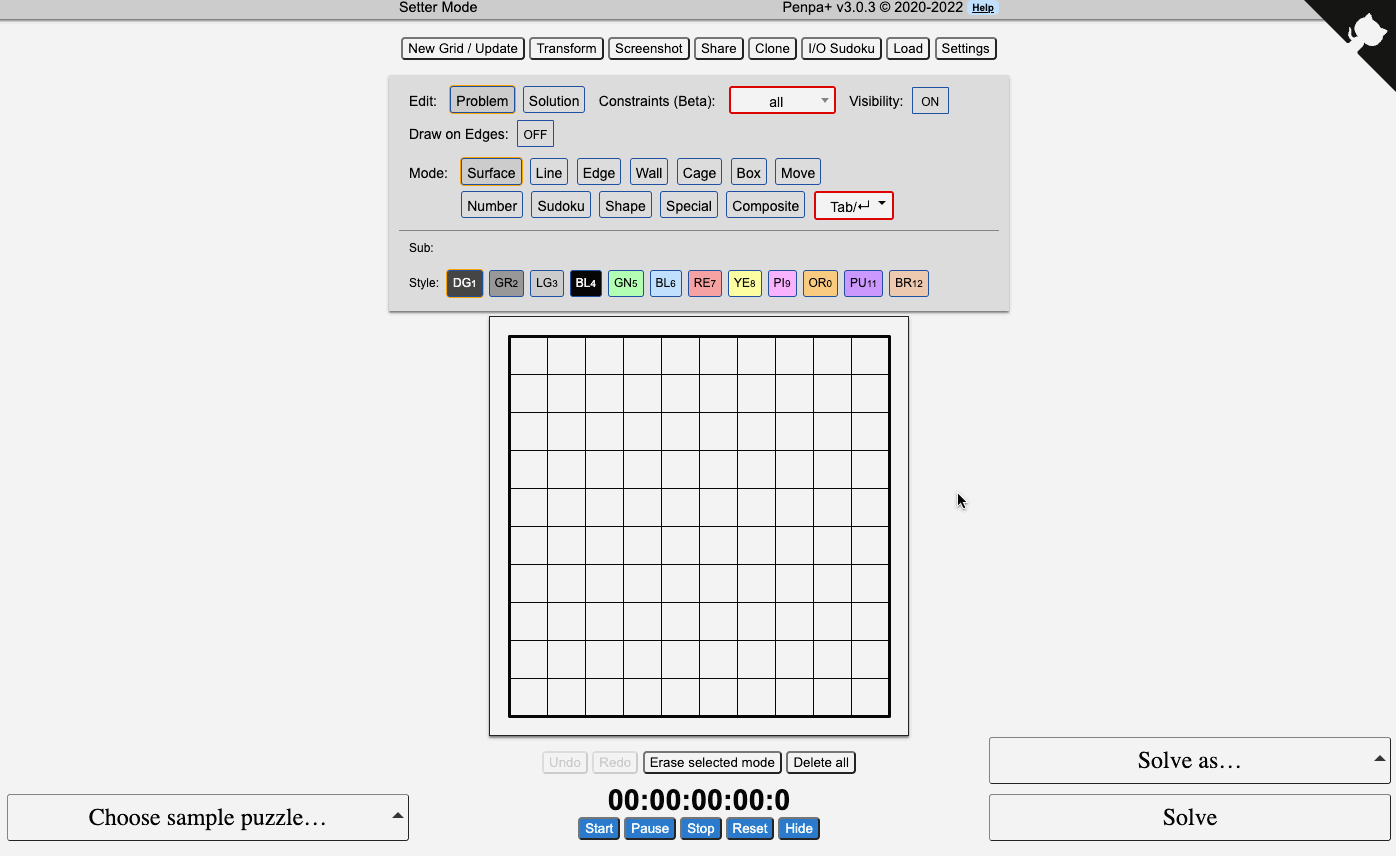 Setter Mode Penpa+ v3.0.3 © 2020-2022 Help
New Grid / Update Transform Screenshot Share Clone I/O Sudoku Load Settings
Edit: Problem Solution Constraints (Beta): all Visibility: ON
Draw on Edges: OFF
Mode: Surface Line Edge Wall Cage Box Move
Number Sudoku Shape Special Composite Tab/↵
Sub:
Style: DG1 GR2 LG3 BL4 GN5 BL6 RE7 YE8 PI9 OR0 PU11 BR12
Undo Redo Erase selected mode Delete all
00:00:00:00:0
Start Pause Stop Reset Hide
Choose sample puzzle…
Solve as…
Solve